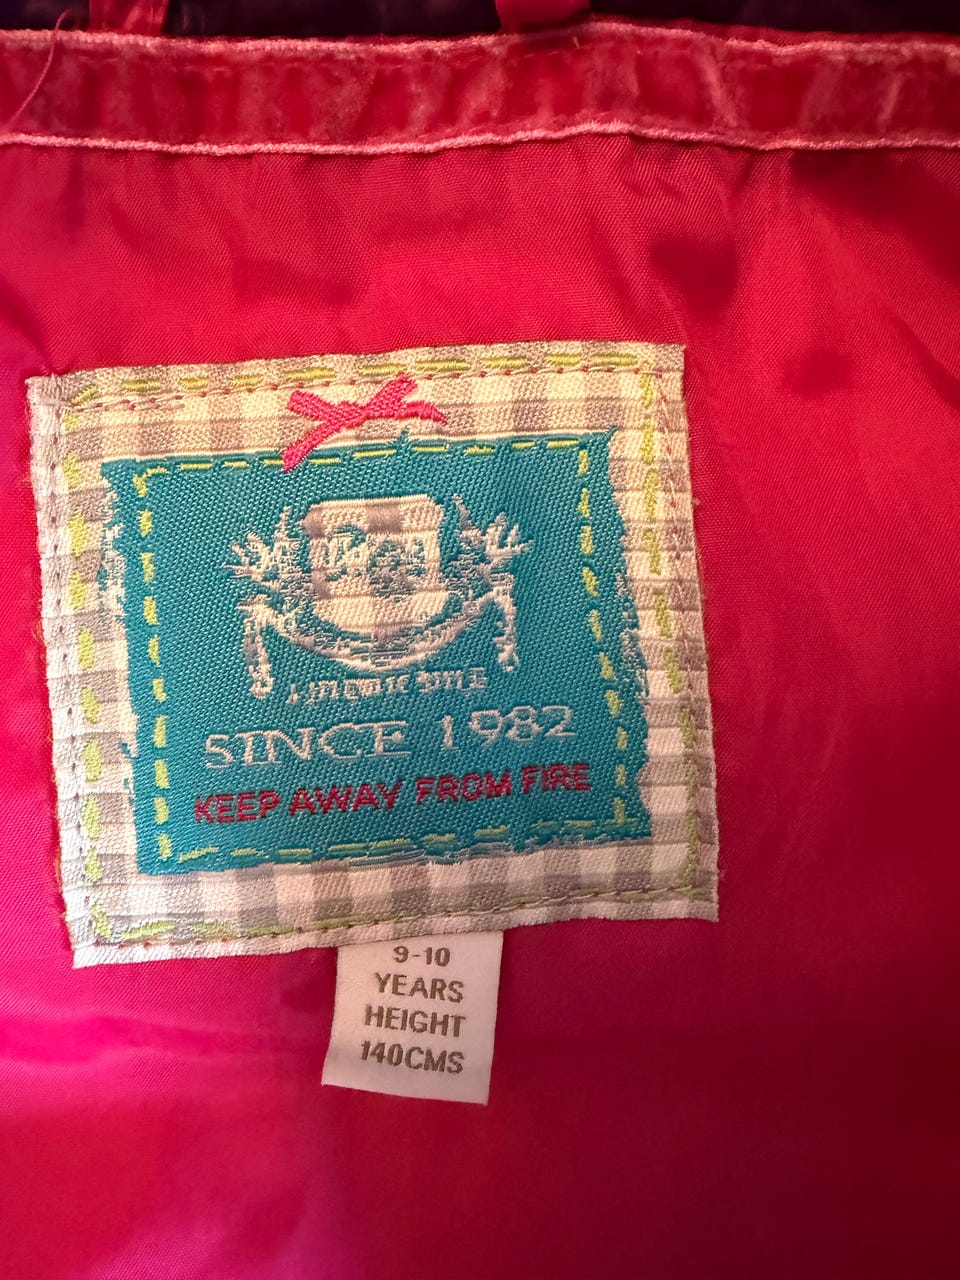 SINCE 1982
KEEP AWAY FROM FIRE
9-10
YEARS
HEIGHT
140CMS